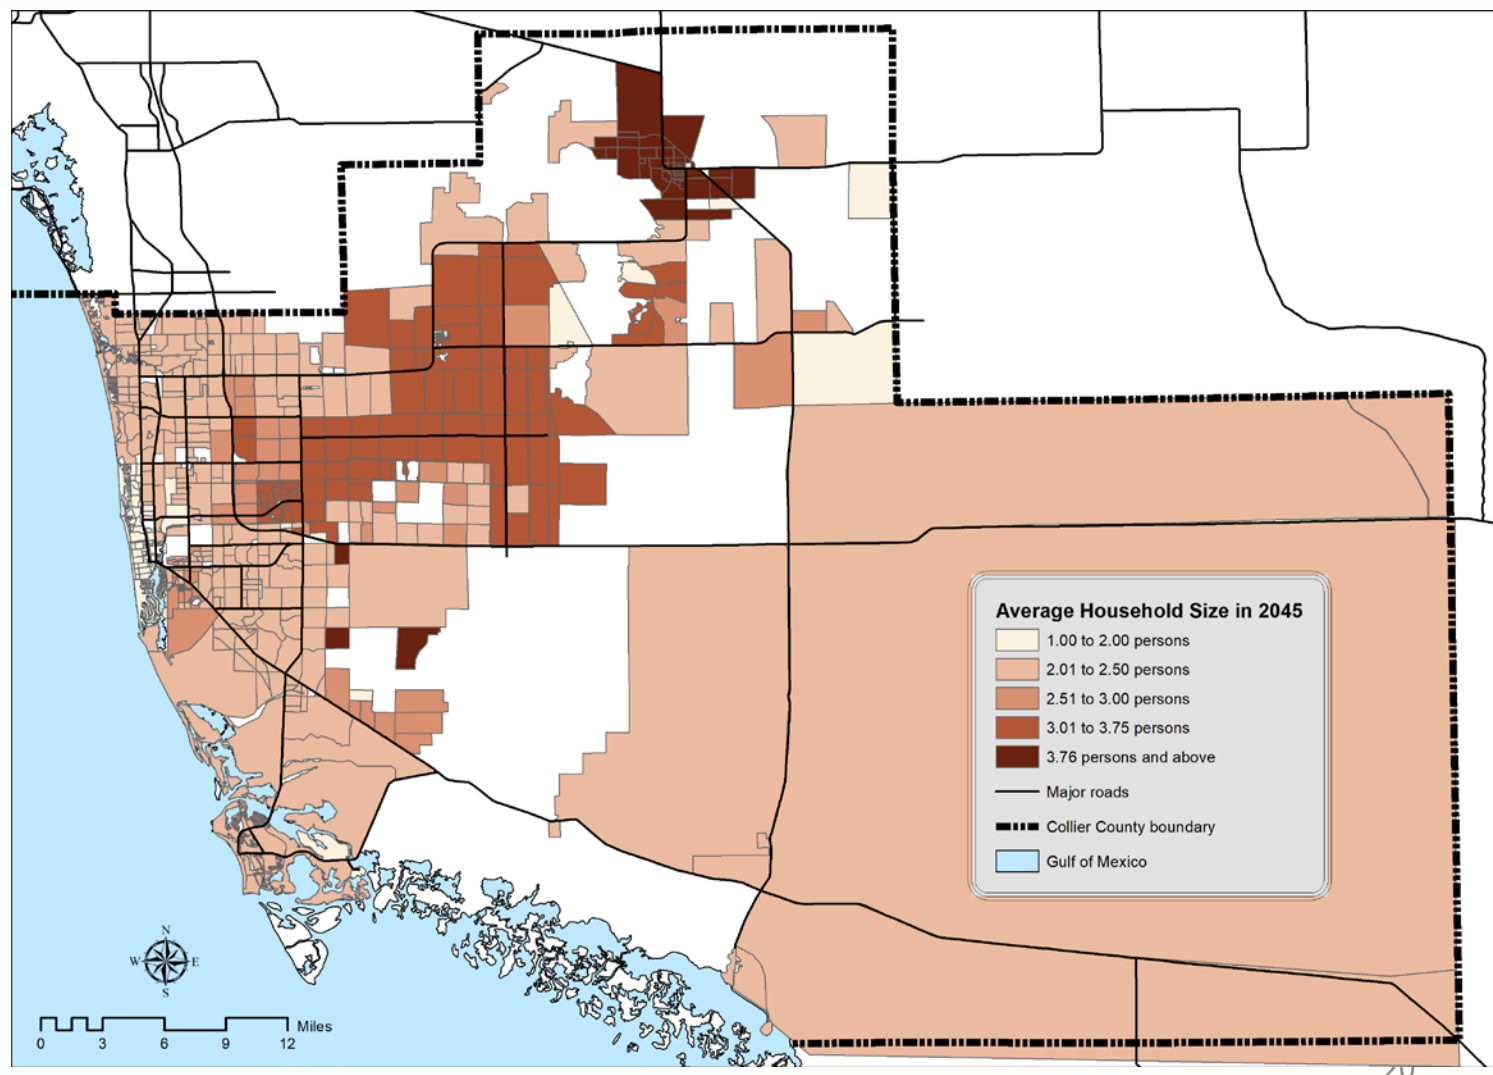 Average Household Size in 2045
1.00 to 2.00 persons
2.01 to 2.50 persons
2.51 to 3.00 persons
3.01 to 3.75 persons
3.76 persons and above
Major roads
Collier County boundary
Gulf of Mexico
N
W E
S
Miles
0 3 6 9 12